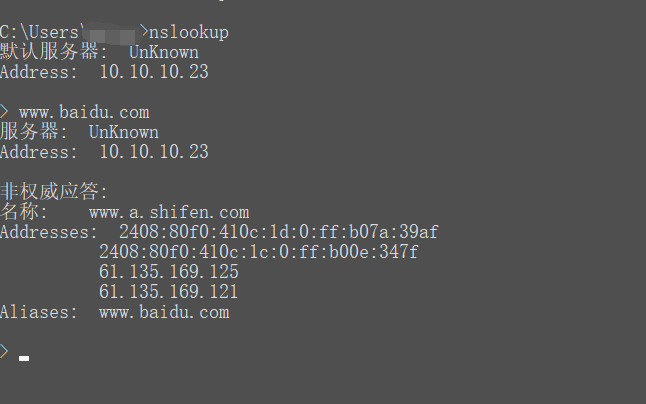 C:\Users\ >nslookup
默认服务器:  UnKnown
Address:  10.10.10.23
> www.baidu.com
服务器:  UnKnown
Address:  10.10.10.23
非权威应答:
名称:    www.a.shifen.com
Addresses:  2408:80f0:410c:1d:0:ff:b07a:39af
2408:80f0:410c:1c:0:ff:b00e:347f
61.135.169.125
61.135.169.121
Aliases:  www.baidu.com
>